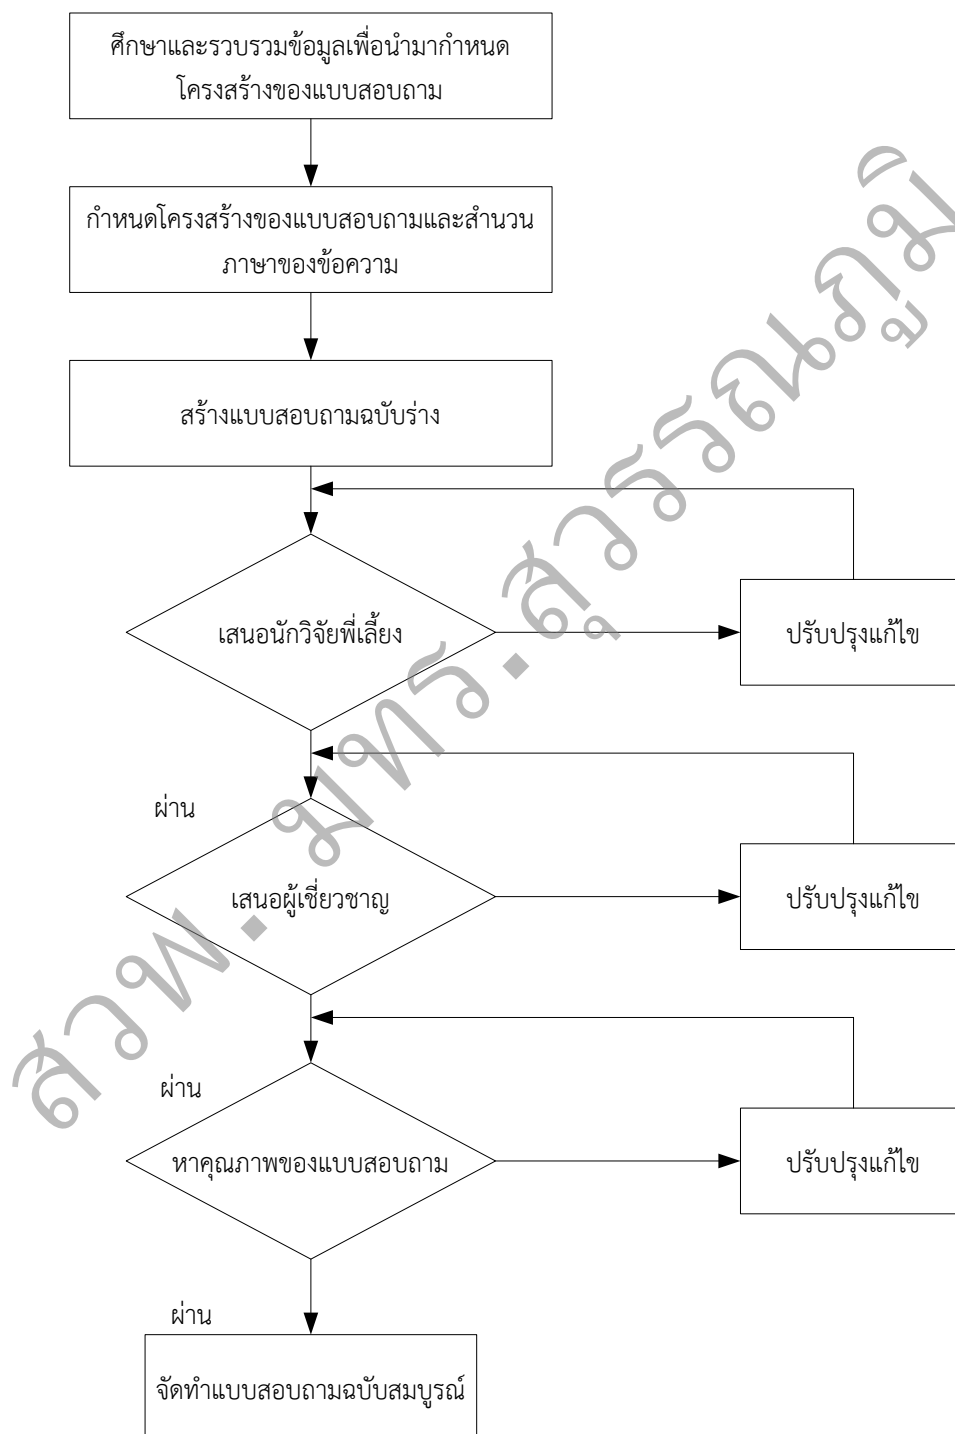 ศึกษาและรวบรวมข้อมูลเพื่อนำมากำหนด
โครงสร้างของแบบสอบถาม
กำหนดโครงสร้างของแบบสอบถามและสำนวน
ภาษาของข้อความ
สร้างแบบสอบถามฉบับร่าง
เสนอนักวิจัยพี่เลี้ยง
ปรับปรุงแก้ไข
ผ่าน
เสนอผู้เชี่ยวชาญ
ปรับปรุงแก้ไข
ผ่าน
หาคุณภาพของแบบสอบถาม
ปรับปรุงแก้ไข
ผ่าน
จัดทำแบบสอบถามฉบับสมบูรณ์
สวพ. มทร.สุวรรณภูมิ